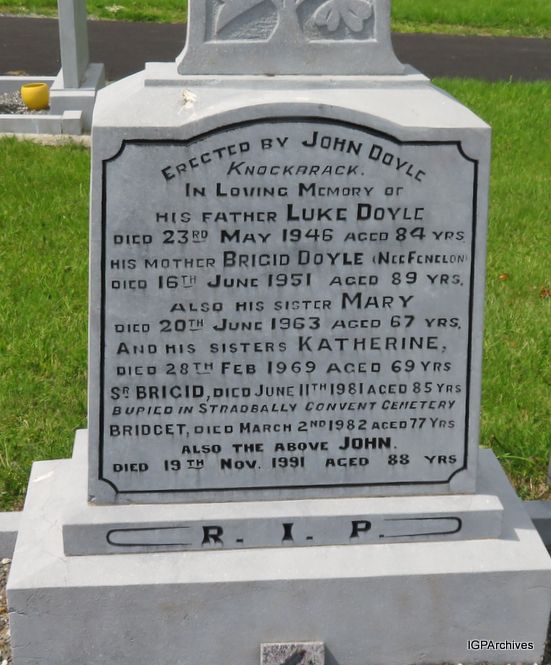 Erected by John Doyle
Knockarack.
In Loving Memory of
his father Luke Doyle
died 23rd May 1946 aged 84 yrs.
his mother Brigid Doyle (Nee Fenelon)
died 16th June 1951 aged 89 yrs.
also his sister Mary
died 20th June 1963 aged 67 yrs.
And his sisters Katherine,
died 28th Feb 1969 aged 69 yrs
Sr Brigid, died June 11th 1981 aged 85 yrs
buried in Stradbally Convent Cemetery
Bridget, died March 2nd 1982 aged 77 yrs
also the above John.
died 19th Nov. 1991 aged 88 yrs
R. I. P.
IGPArchives